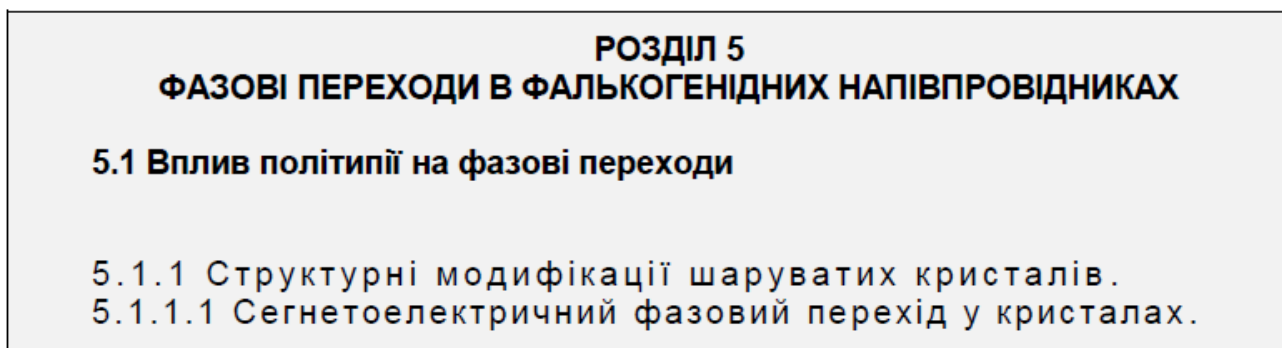 РОЗДІЛ 5
ФАЗОВІ ПЕРЕХОДИ В ФАЛЬКОГЕНІДНИХ НАПІВПРОВІДНИКАХ
5.1 Вплив політипії на фазові переходи
5.1.1 Структурні модифікації шаруватих кристалів.
5.1.1.1 Сегнетоелектричний фазовий перехід у кристалах.